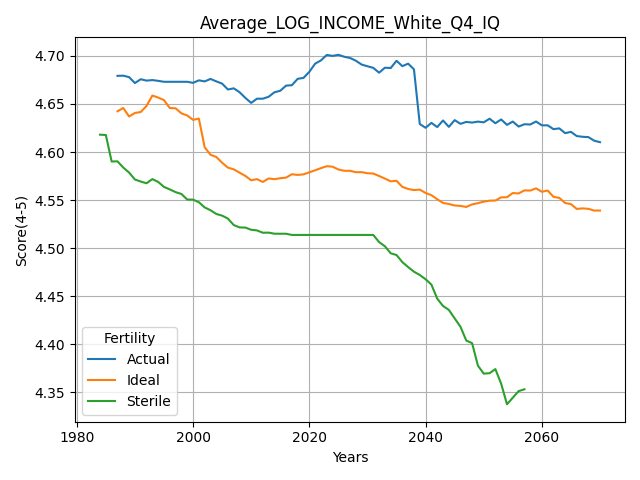 Average_LOG_INCOME_White_Q4_IQ
Score(4-5)
4.70
4.65
4.60
4.55
4.50
4.45
4.40
4.35
Fertility
Actual
Ideal
Sterile
1980 2000 2020 2040 2060
Years